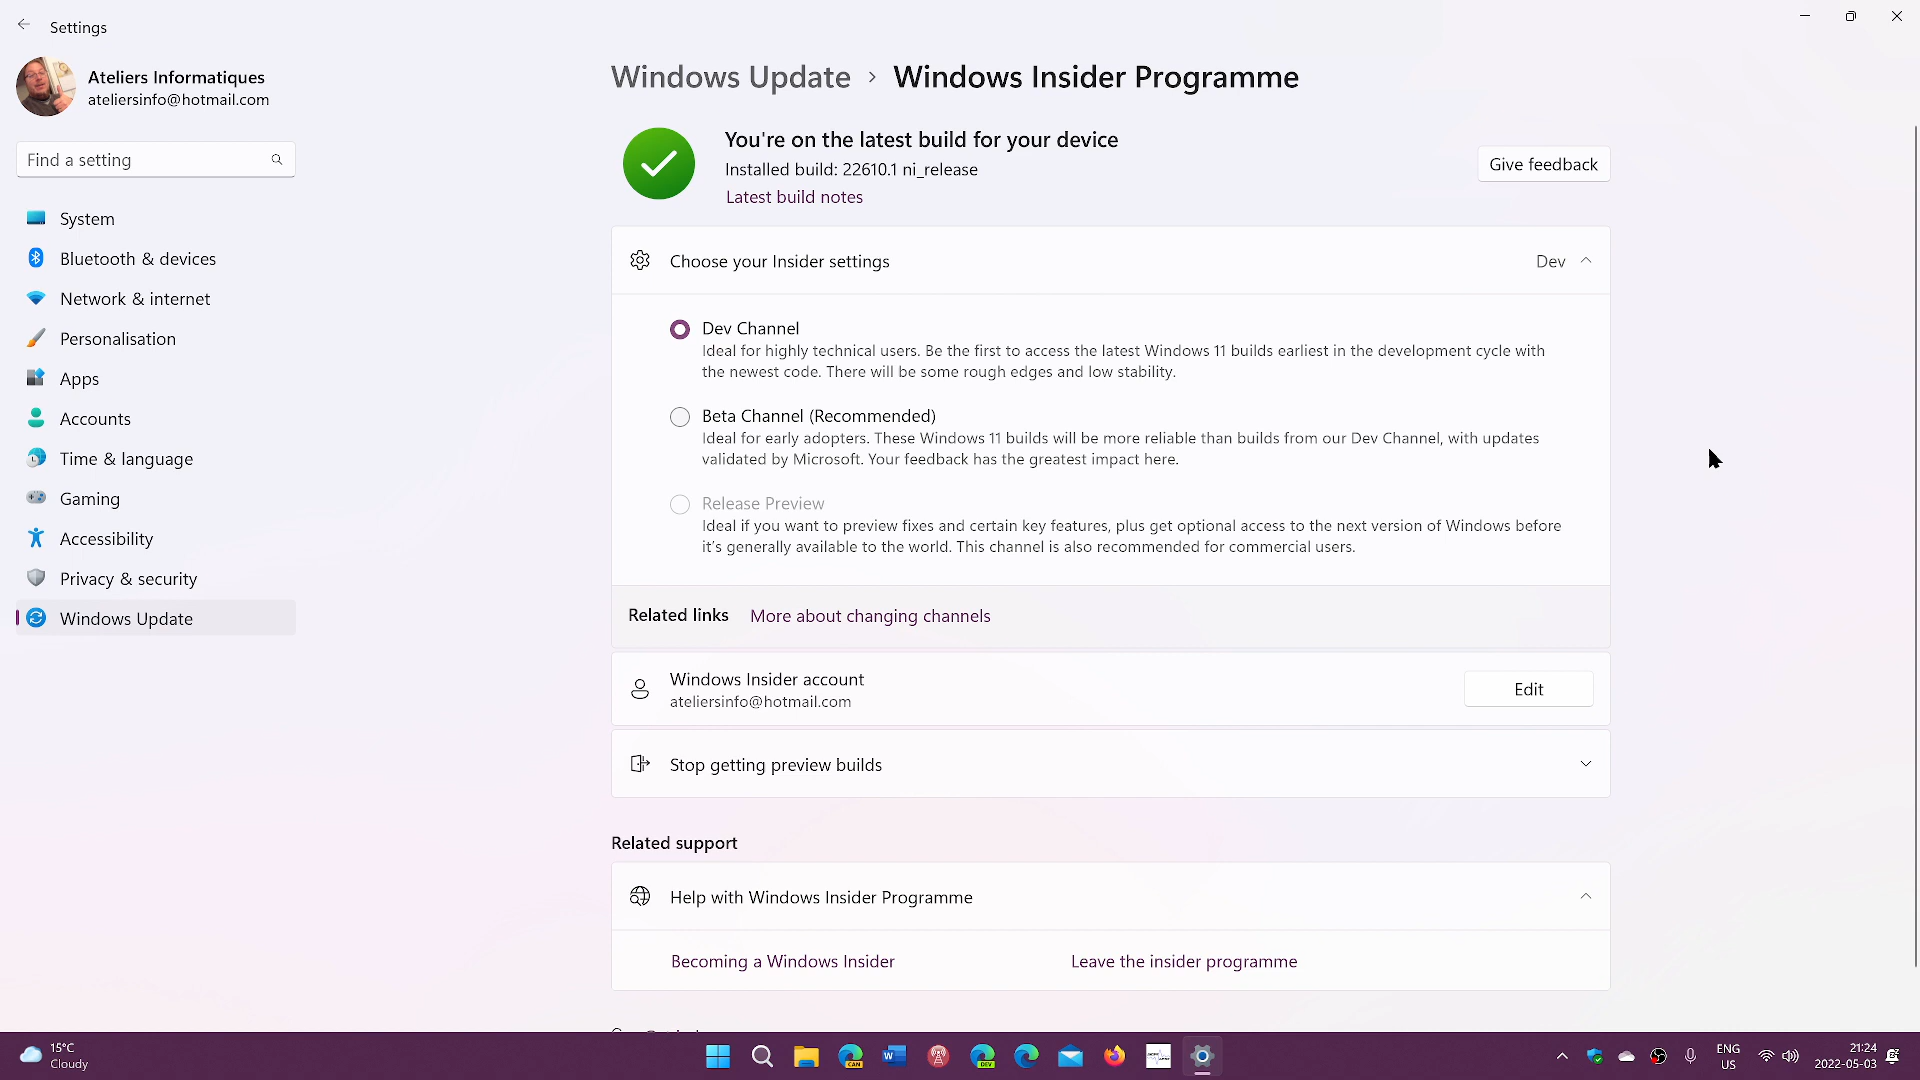 Settings
Ateliers Informatiques
ateliersinfo@hotmail.com
Find a setting
System
Bluetooth & devices
Network & internet
Personalisation
Apps
Accounts
Time & language
Gaming
Accessibility
Privacy & security
Windows Update
Windows Update > Windows Insider Programme
You're on the latest build for your device
Installed build: 22610.1 ni_release
Latest build notes
Give feedback
Choose your Insider settings
Dev
Dev Channel
Ideal for highly technical users. Be the first to access the latest Windows 11 builds earliest in the development cycle with
the newest code. There will be some rough edges and low stability.
Beta Channel (Recommended)
Ideal for early adopters. These Windows 11 builds will be more reliable than builds from our Dev Channel, with updates
validated by Microsoft. Your feedback has the greatest impact here.
Release Preview
Ideal if you want to preview fixes and certain key features, plus get optional access to the next version of Windows before
it's generally available to the world. This channel is also recommended for commercial users.
Related links More about changing channels
Windows Insider account
ateliersinfo@hotmail.com
Edit
Stop getting preview builds
Related support
Help with Windows Insider Programme
Becoming a Windows Insider
Leave the insider programme
15°C
Cloudy
CAN
W
DEV
ENG
US
21:24
2022-05-03